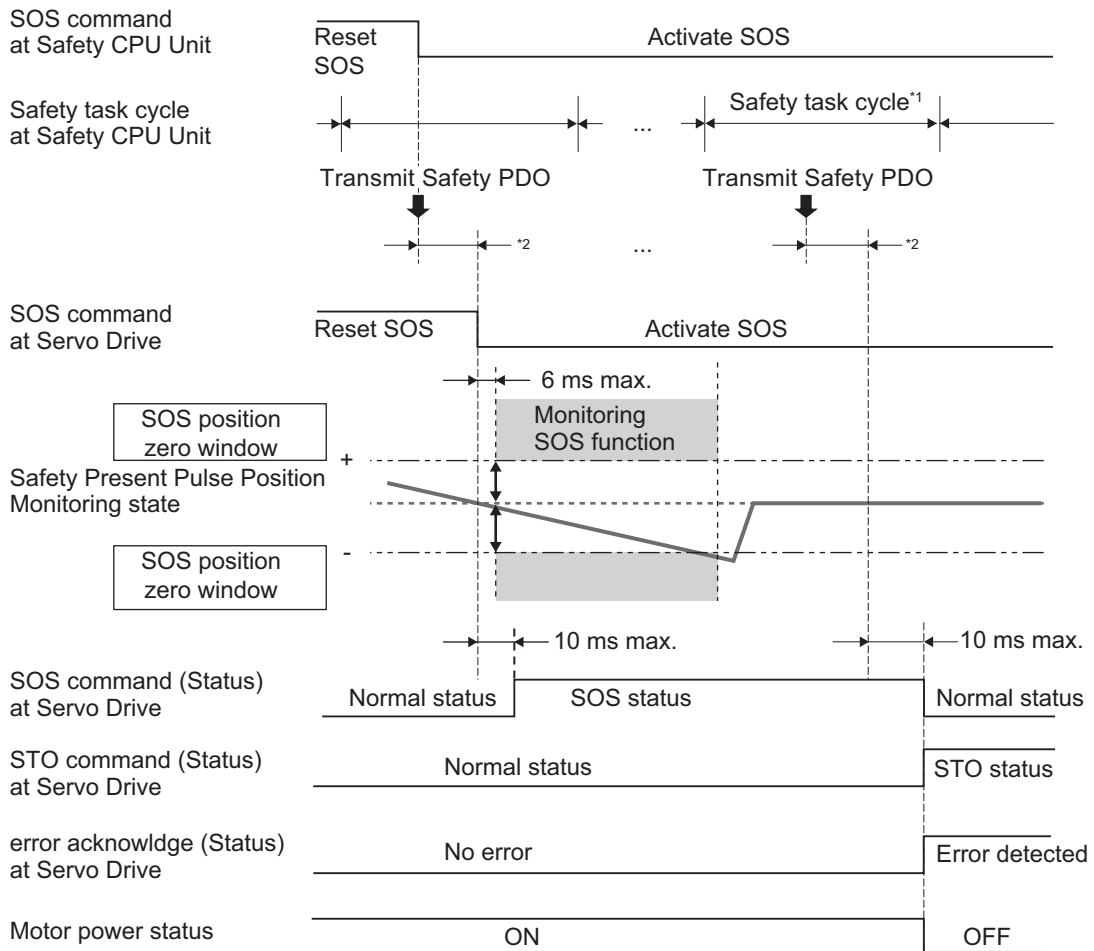 SOS command
at Safety CPU Unit
Reset
SOS
Activate SOS
Safety task cycle
at Safety CPU Unit
...
Safety task cycle*1
Transmit Safety PDO
Transmit Safety PDO
*2
...
*2
SOS command
at Servo Drive
Reset SOS
Activate SOS
6 ms max.
SOS position
zero window
+
Monitoring
SOS function
Safety Present Pulse Position
Monitoring state
SOS position
zero window
-
10 ms max.
10 ms max.
SOS command (Status)
at Servo Drive
Normal status
SOS status
Normal status
STO command (Status)
at Servo Drive
Normal status
STO status
error acknowldge (Status)
at Servo Drive
No error
Error detected
Motor power status
ON
OFF